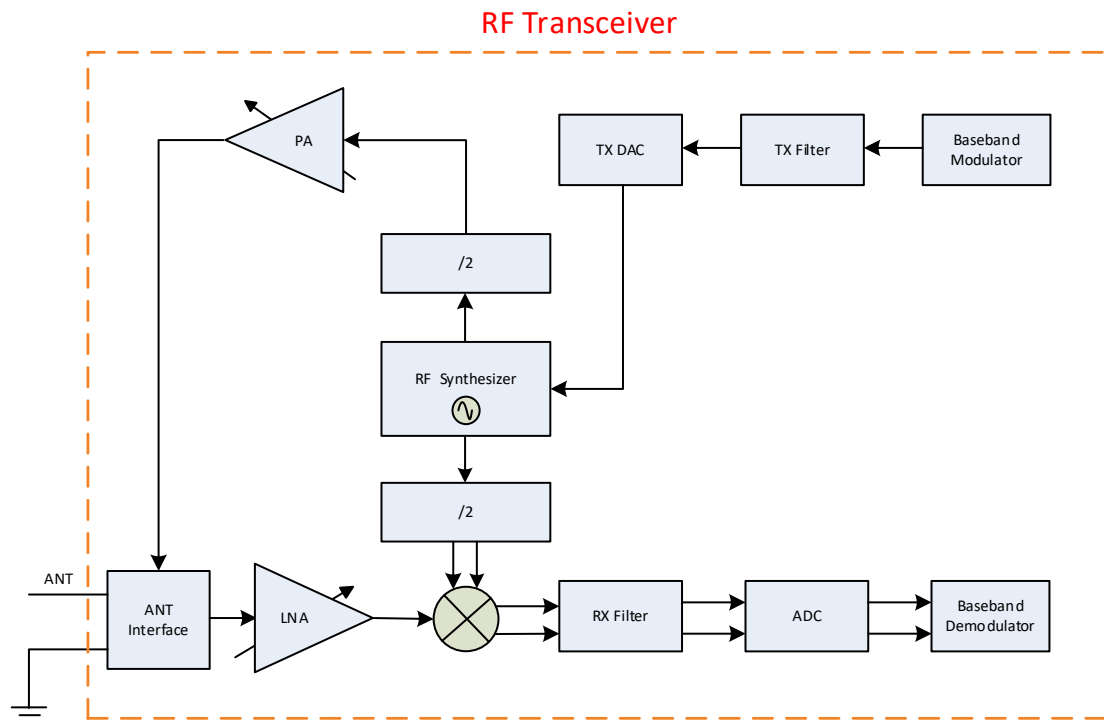 RF Transceiver
PA
TX DAC
TX Filter
Baseband
Modulator
/2
RF Synthesizer
/2
ANT
ANT
Interface
LNA
RX Filter
ADC
Baseband
Demodulator